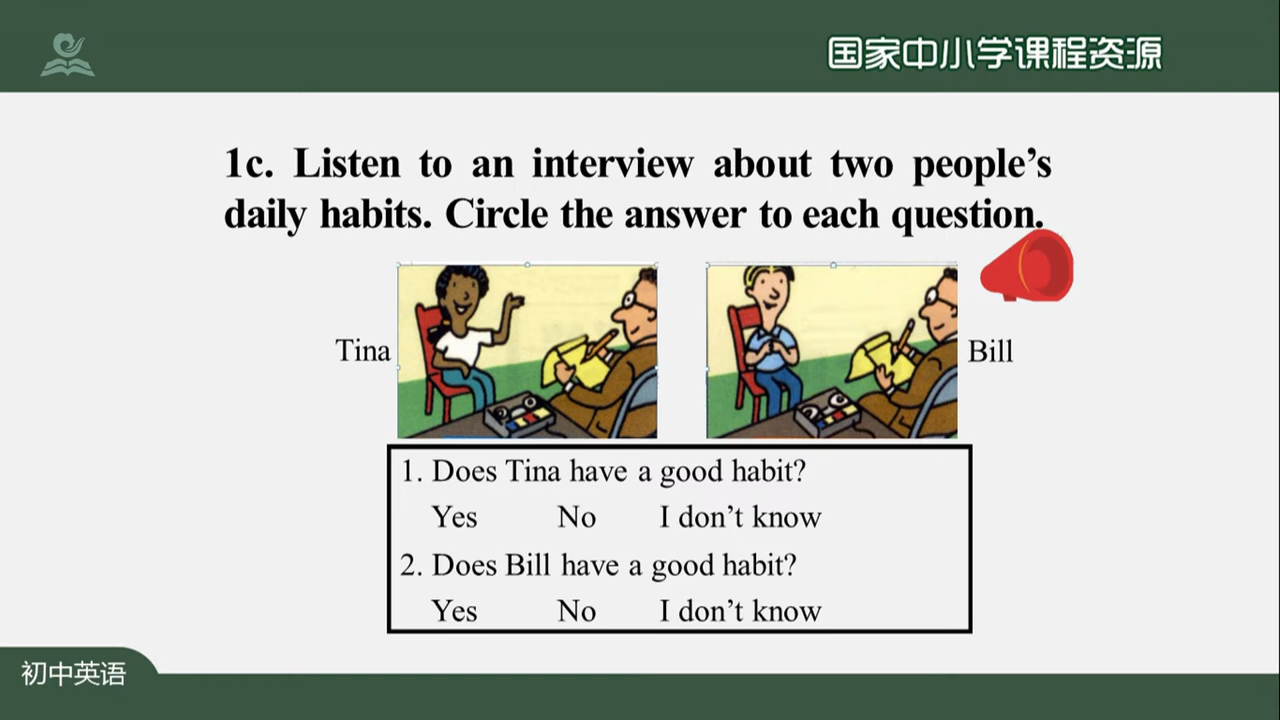 国家中小学课程资源
1c. Listen to an interview about two people’s
daily habits. Circle the answer to each question.
Tina
Bill
1. Does Tina have a good habit?
Yes No I don’t know
2. Does Bill have a good habit?
Yes No I don’t know
初中英语